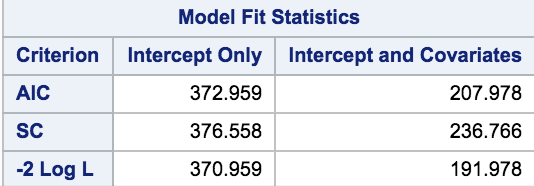 Model Fit Statistics
Criterion Intercept Only Intercept and Covariates
AIC 372.959 207.978
SC 376.558 236.766
-2 Log L 370.959 191.978